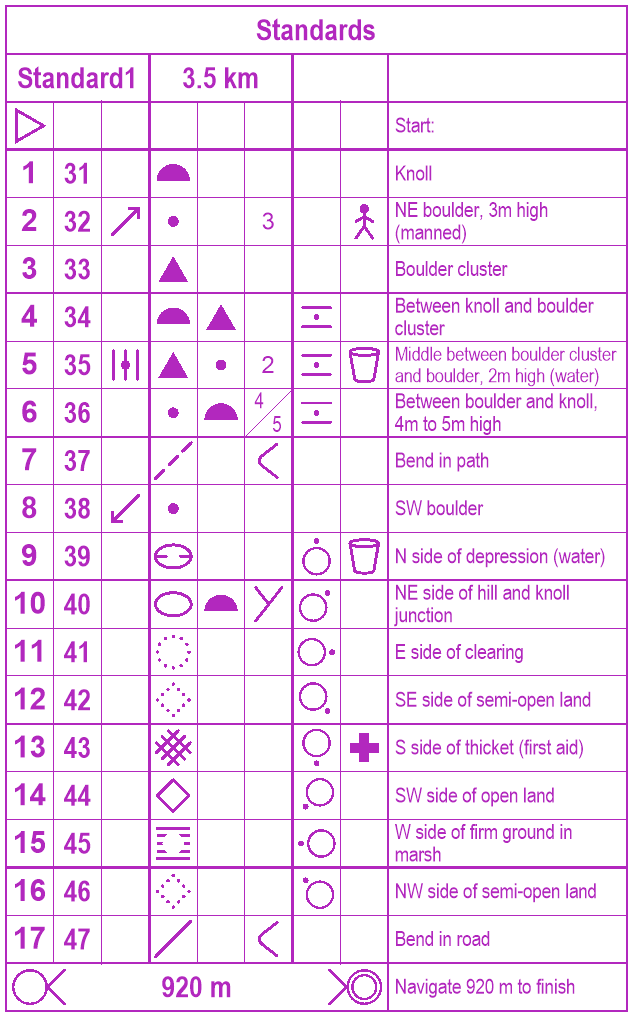 Standards
Standard1 3.5 km
Start:
1 31 Knoll
2 32 3 NE boulder, 3m high
(manned)
3 33 Boulder cluster
4 34 Between knoll and boulder
cluster
5 35 2 Middle between boulder cluster
and boulder, 2m high (water)
6 36 4 5 Between boulder and knoll,
4m to 5m high
7 37 Bend in path
8 38 SW boulder
9 39 N side of depression (water)
10 40 NE side of hill and knoll
junction
11 41 E side of clearing
12 42 SE side of semi-open land
13 43 S side of thicket (first aid)
14 44 SW side of open land
15 45 W side of firm ground in
marsh
16 46 NW side of semi-open land
17 47 Bend in road
920 m Navigate 920 m to finish